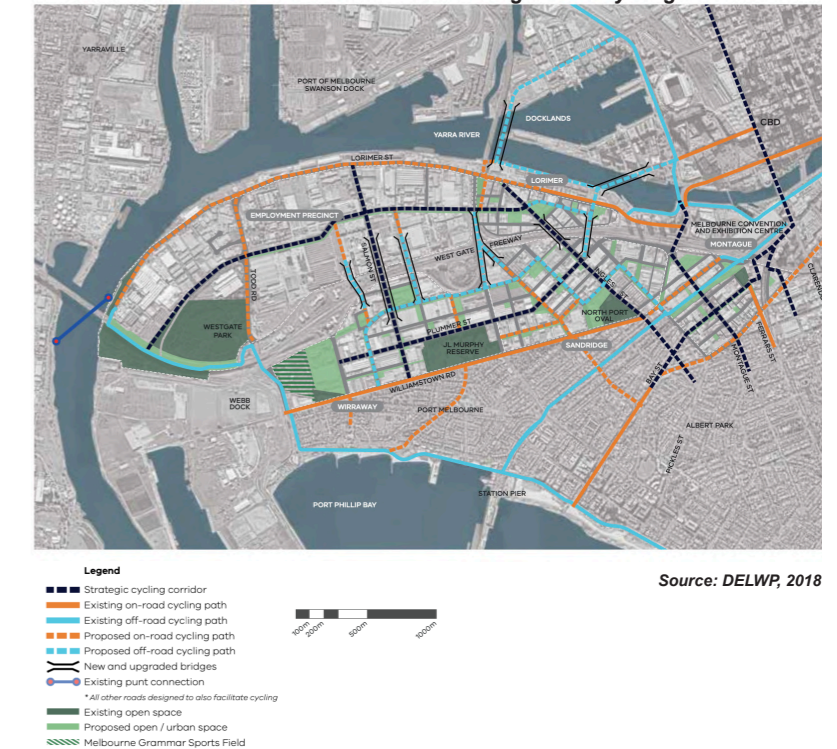 YARRAVILLE
PORT OF MELBOURNE
SWANSON DOCK
DOCKLANDS
YARRA RIVER
CBD
LORIMER ST
LORIMER
EMPLOYMENT PRECINCT
MELBOURNE CONVENTION
AND EXHIBITION CENTRE
MONTAGUE
WEST GATE FREEWAY
SALMON ST
TODD RD
INGLES ST
NORTH PORT
OVAL
WESTGATE
PARK
PLUMMER ST
JL MURPHY
RESERVE
SANDRIDGE
FERRARS ST
MONTAGUE ST
BAY ST
WEBB
DOCK
WIRRAWAY
WILLIAMSTOWN RD
PORT MELBOURNE
ALBERT PARK
PICKLES ST
STATION PIER
PORT PHILLIP BAY
Legend
Strategic cycling corridor
Existing on-road cycling path
Existing off-road cycling path
Proposed on-road cycling path
Proposed off-road cycling path
New and upgraded bridges
Existing punt connection
* All other roads designed to also facilitate cycling
Existing open space
Proposed open / urban space
Melbourne Grammar Sports Field
100m
200m
500m
1000m
Source: DELWP, 2018